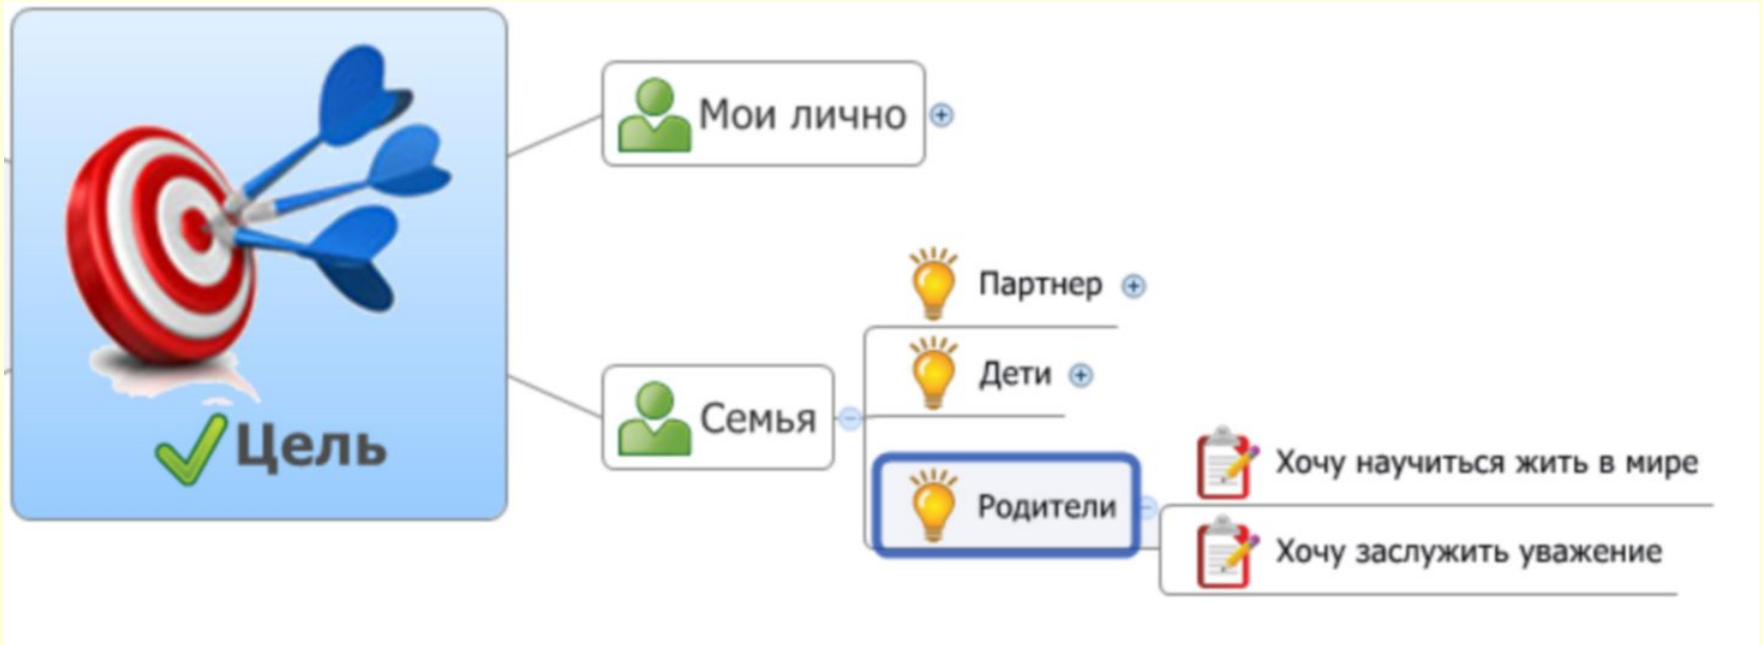 Цель
Мои лично
Семья
Партнер
Дети
Родители
Хочу научиться жить в мире
Хочу заслужить уважение